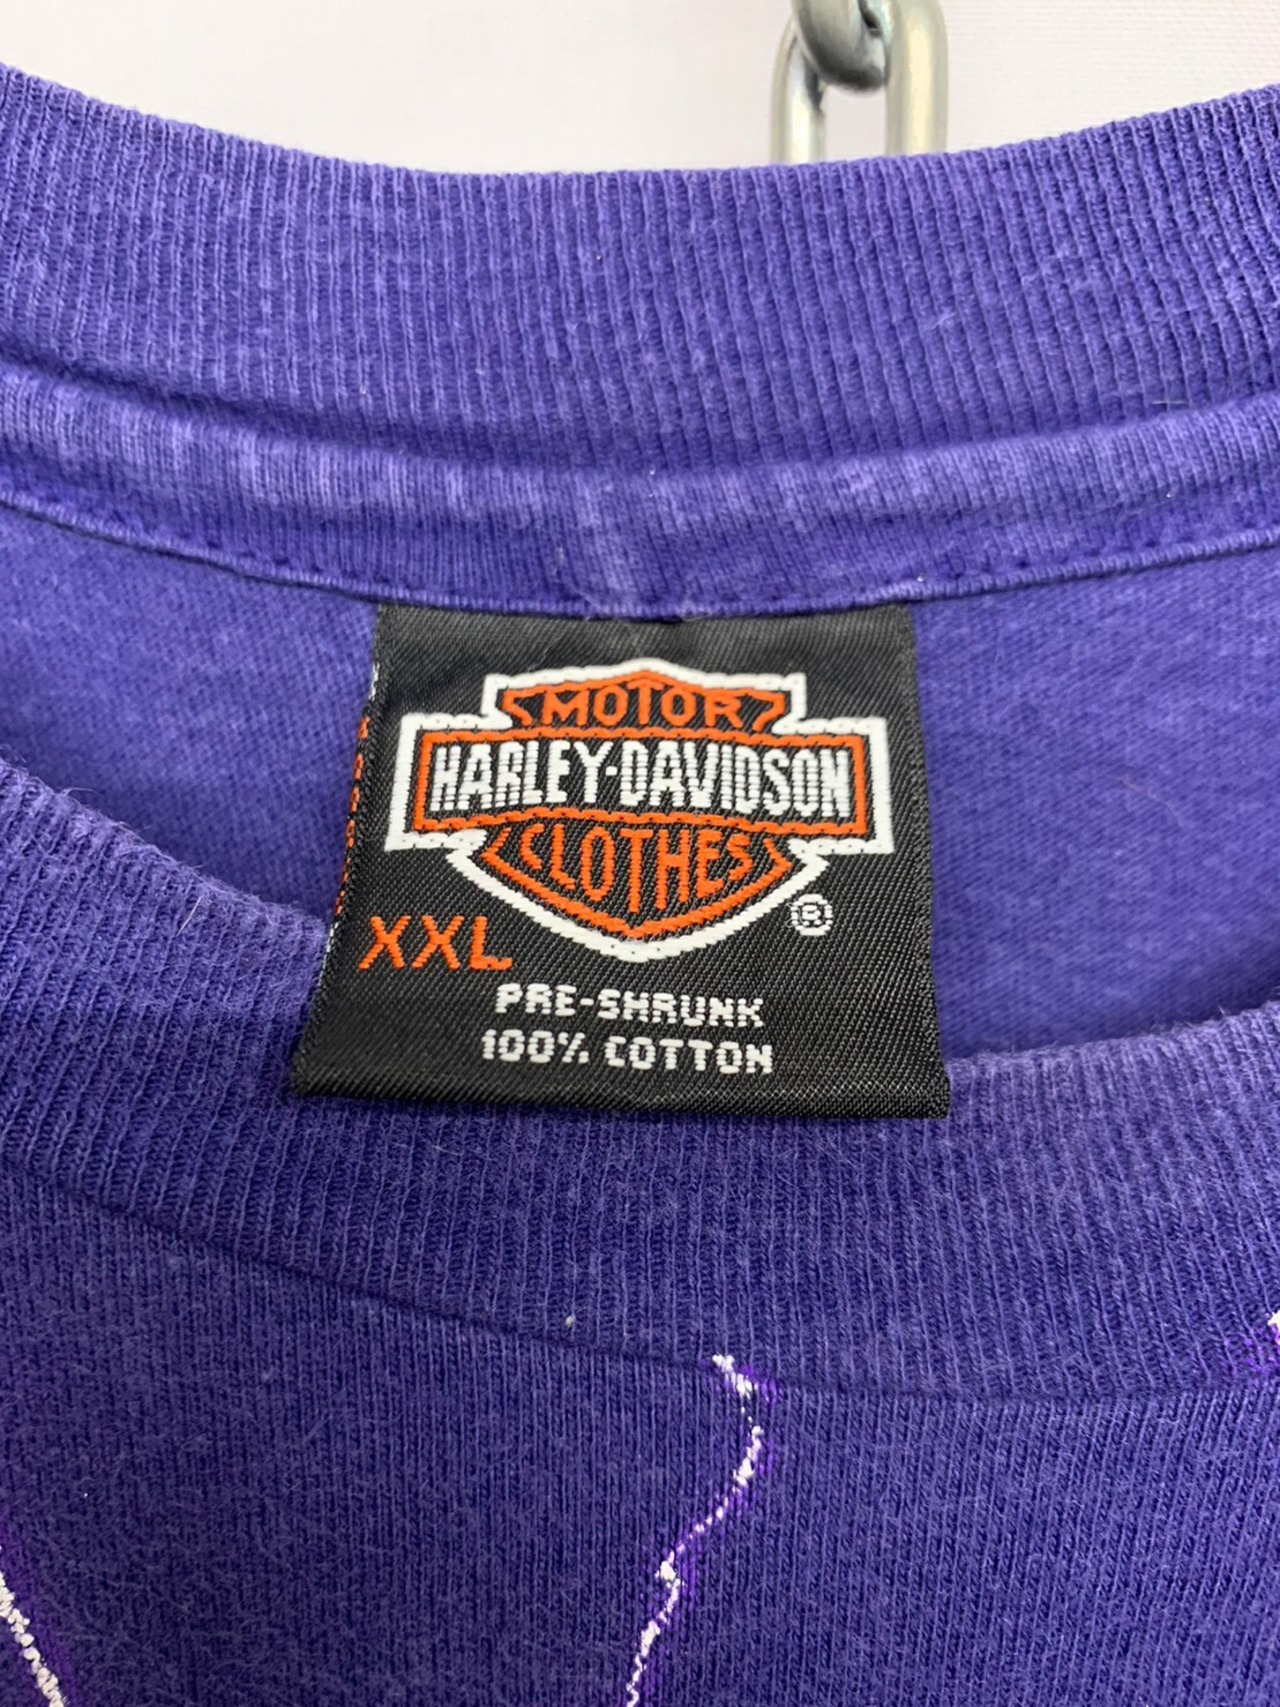 MOTOR
HARLEY-DAVIDSON
CLOTHES
®
XXL
PRE-SHRUNK
100% COTTON